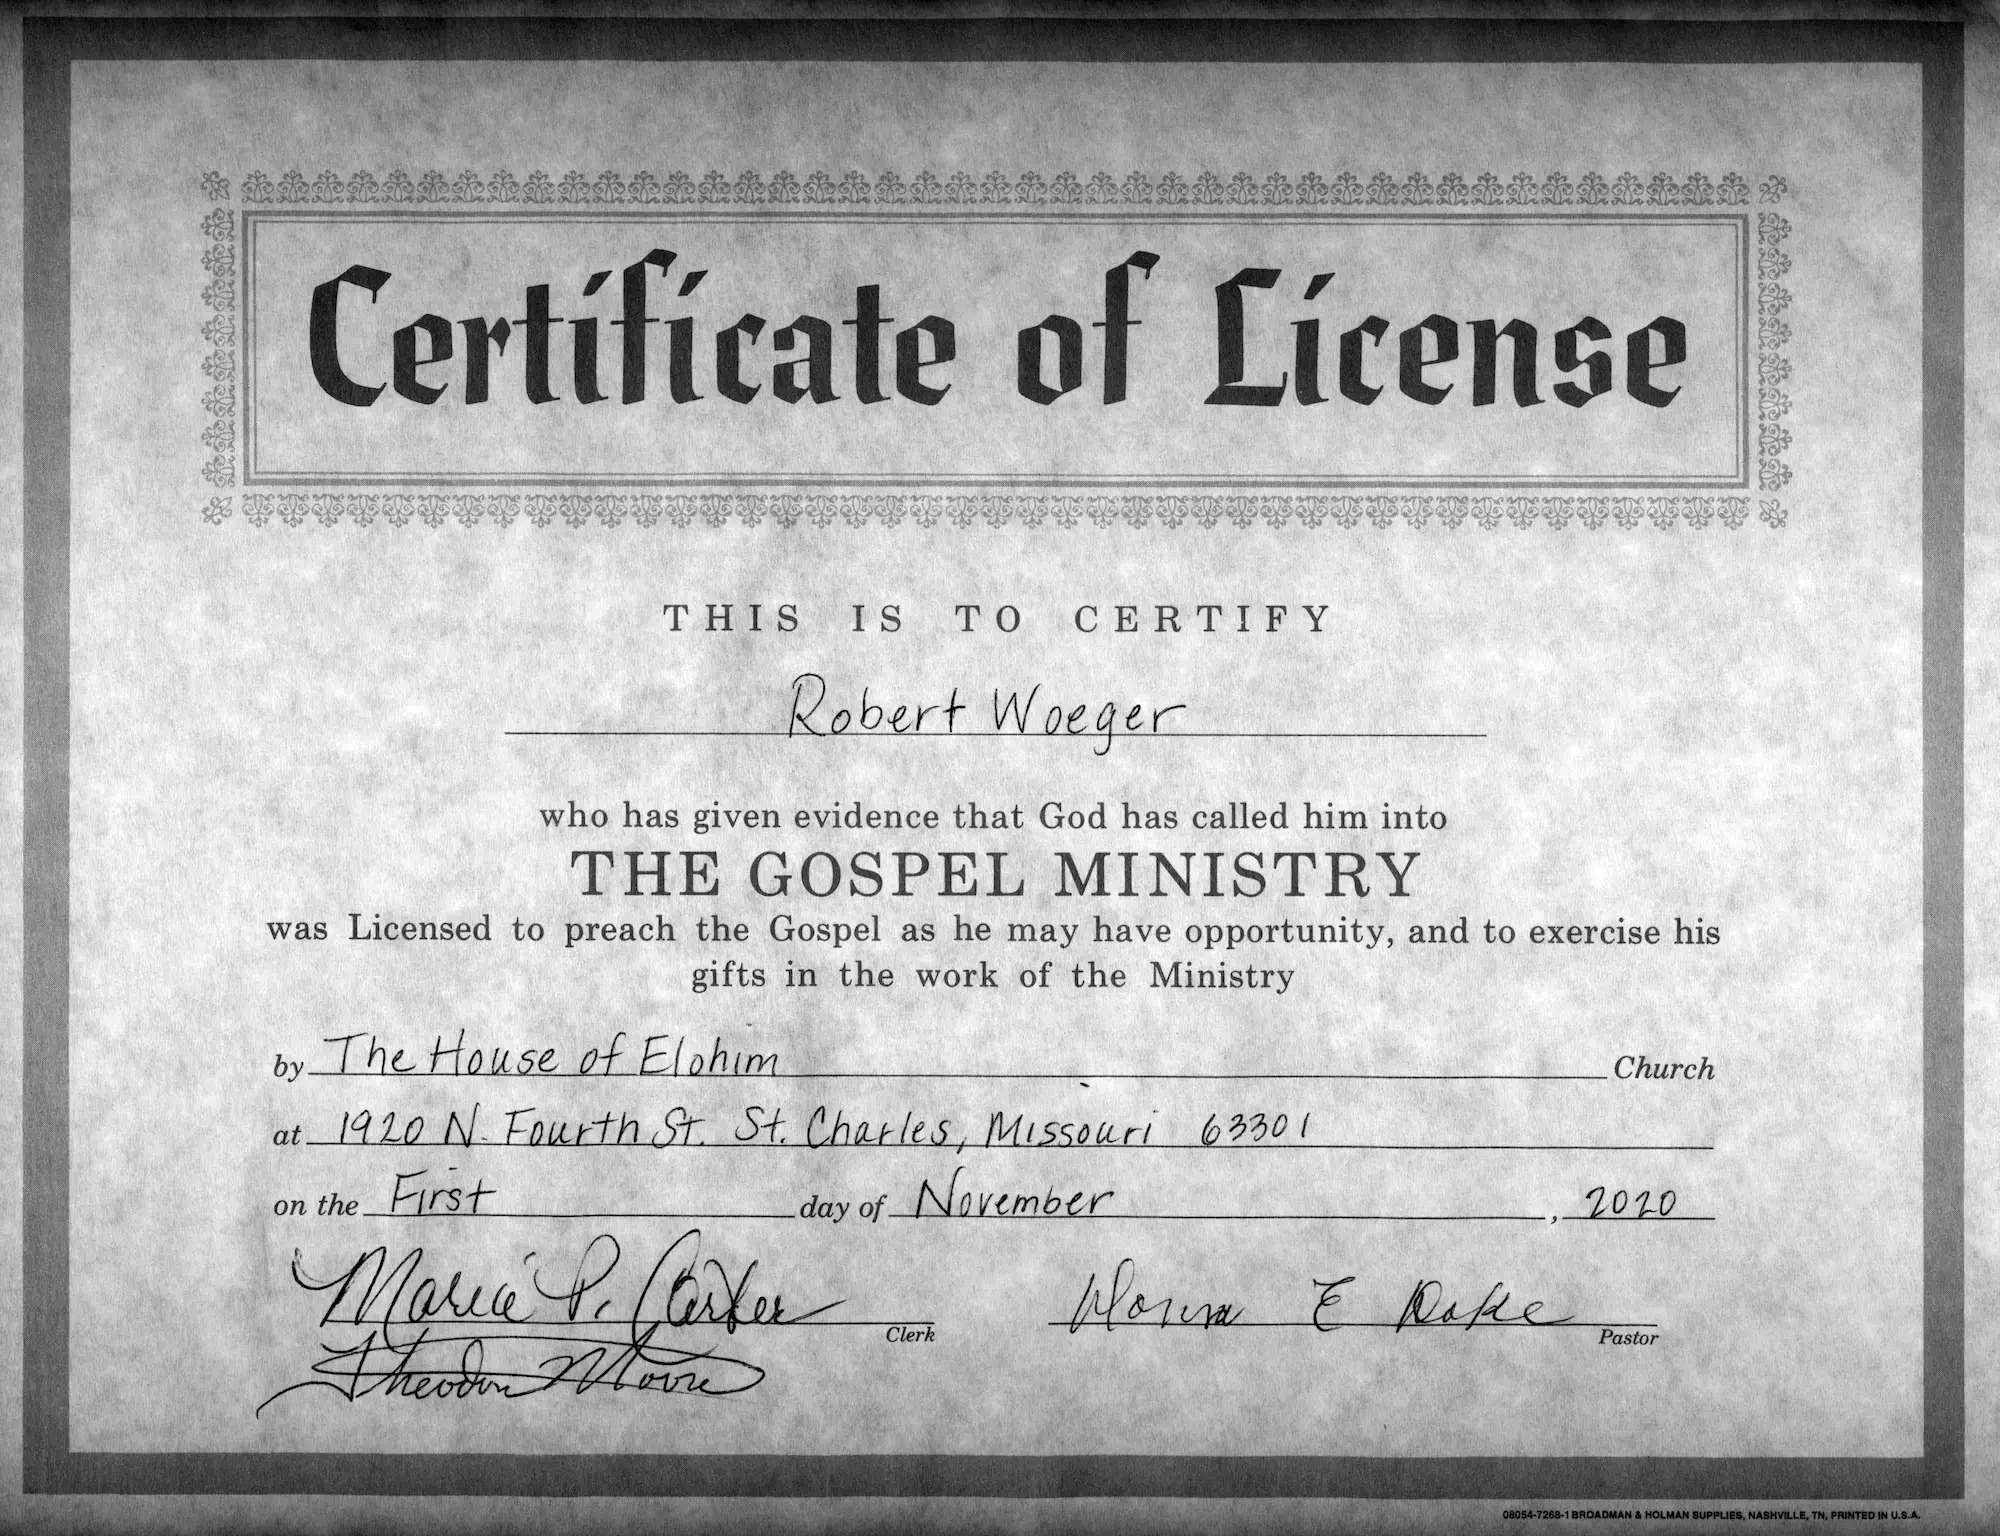 Certificate of License
THIS IS TO CERTIFY
Robert Woeger
who has given evidence that God has called him into
THE GOSPEL MINISTRY
was Licensed to preach the Gospel as he may have opportunity, and to exercise his
gifts in the work of the Ministry
by The House of Elohim Church
at 1920 N. Fourth St. St. Charles, Missouri 63301
on the First day of November, 2020
P. E
Clerk Pastor
Theodore Moore
08054-7268-1 BROADMAN & HOLMAN SUPPLIES, NASHVILLE, TN, PRINTED IN U.S.A.